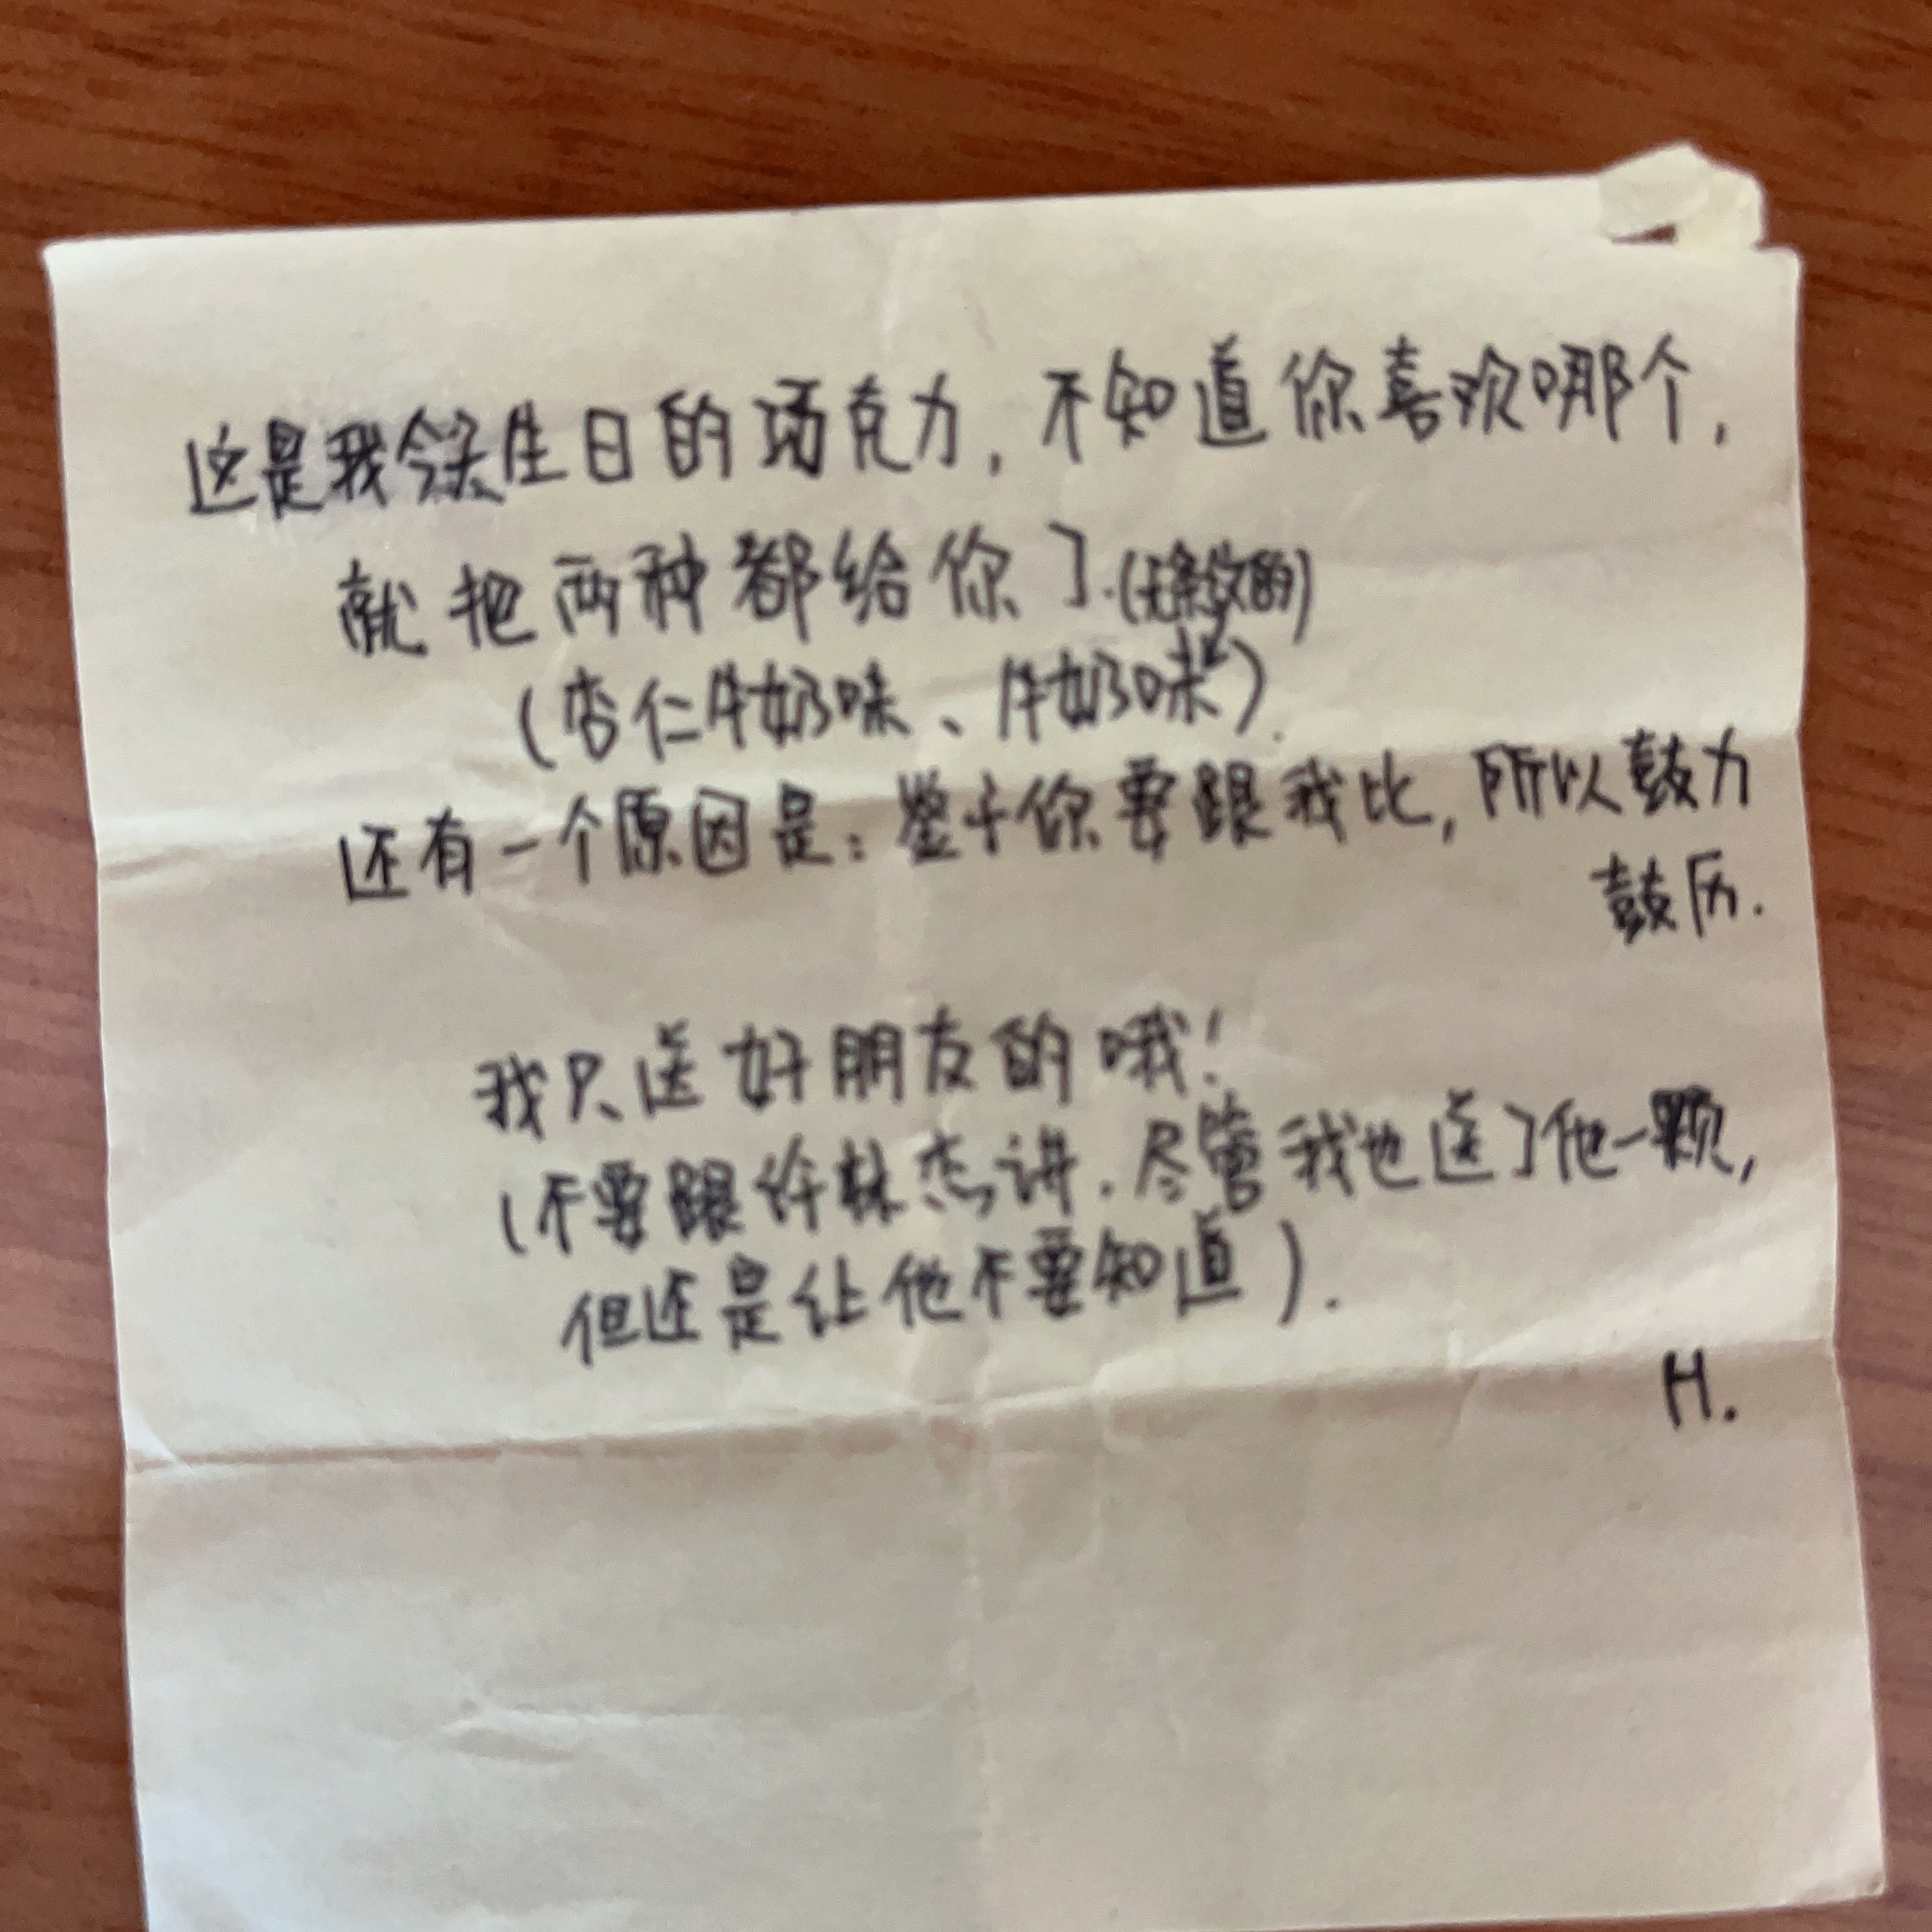 这是我今天生日的巧克力，不知道你喜欢哪个，
就把两种都给你了.(无条纹的)
（杏仁牛奶味、牛奶味）.
还有一个原因是：鉴于你要跟我比，所以鼓力
鼓历.
我只送好朋友的哦！
（不要跟许林杰讲.尽管我也送了他一颗，
但还是让他不要知道）.
H.